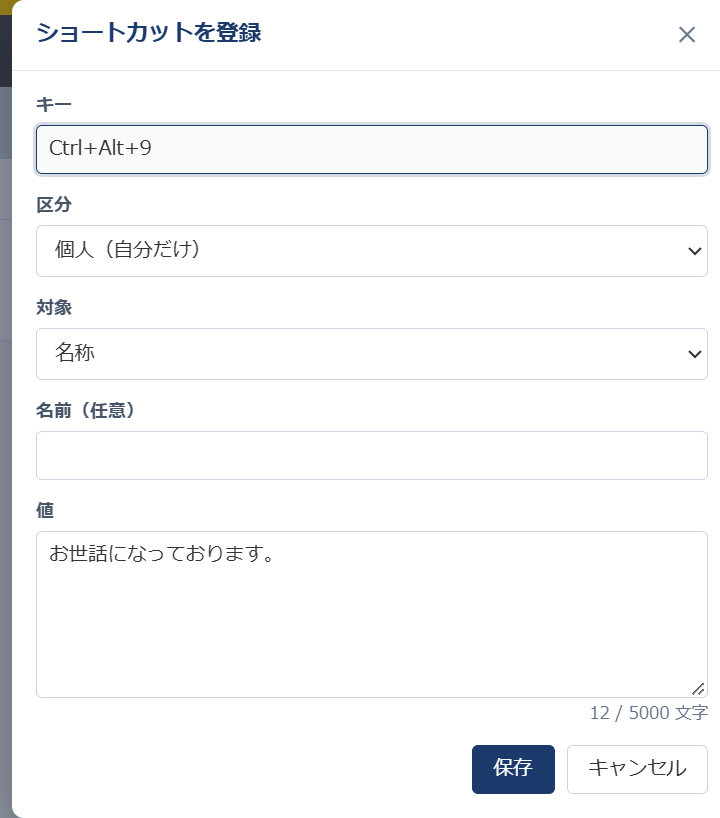 ショートカットを登録
キー
Ctrl+Alt+9
区分
個人（自分だけ）
対象
名称
名前（任意）
値
お世話になっております。
12 / 5000 文字
保存
キャンセル